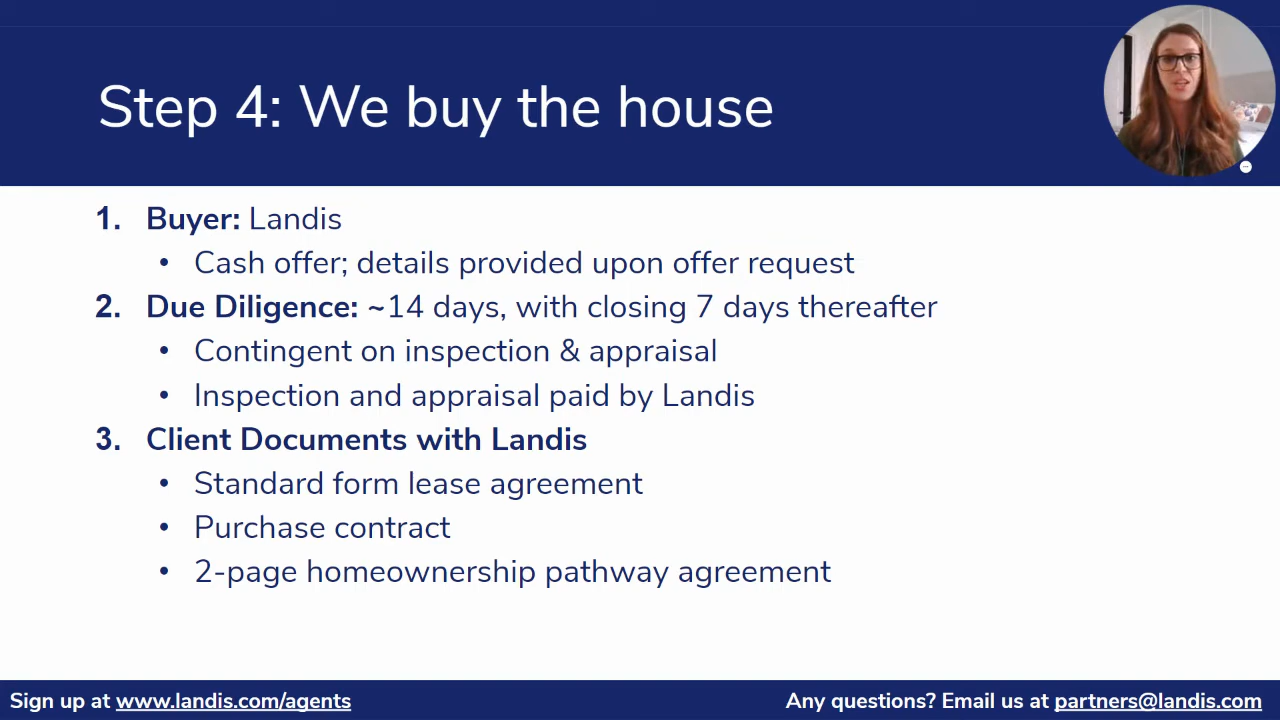 Step 4: We buy the house
1. Buyer: Landis
• Cash offer; details provided upon offer request
2. Due Diligence: ~14 days, with closing 7 days thereafter
• Contingent on inspection & appraisal
• Inspection and appraisal paid by Landis
3. Client Documents with Landis
• Standard form lease agreement
• Purchase contract
• 2-page homeownership pathway agreement
Sign up at www.landis.com/agents
Any questions? Email us at partners@landis.com